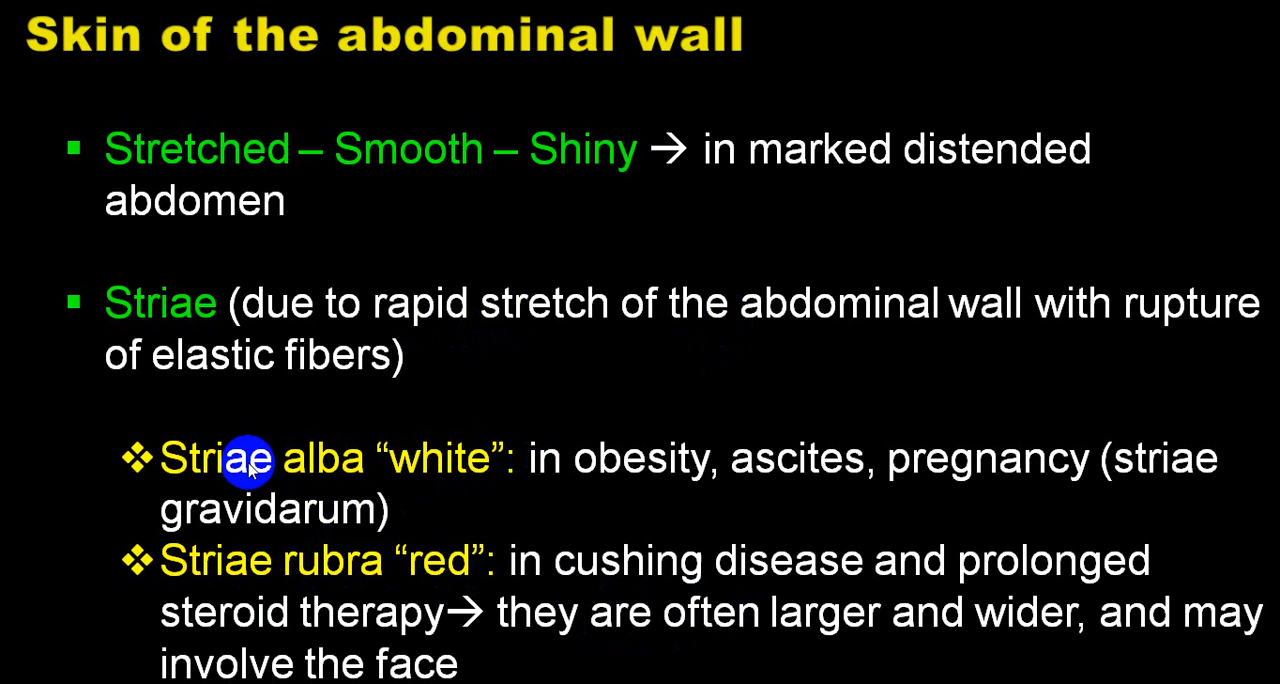 Skin of the abdominal wall
▪ Stretched – Smooth – Shiny → in marked distended
abdomen
▪ Striae (due to rapid stretch of the abdominal wall with rupture
of elastic fibers)
❖ Striae alba “white”: in obesity, ascites, pregnancy (striae
gravidarum)
❖ Striae rubra “red”: in cushing disease and prolonged
steroid therapy→ they are often larger and wider, and may
involve the face